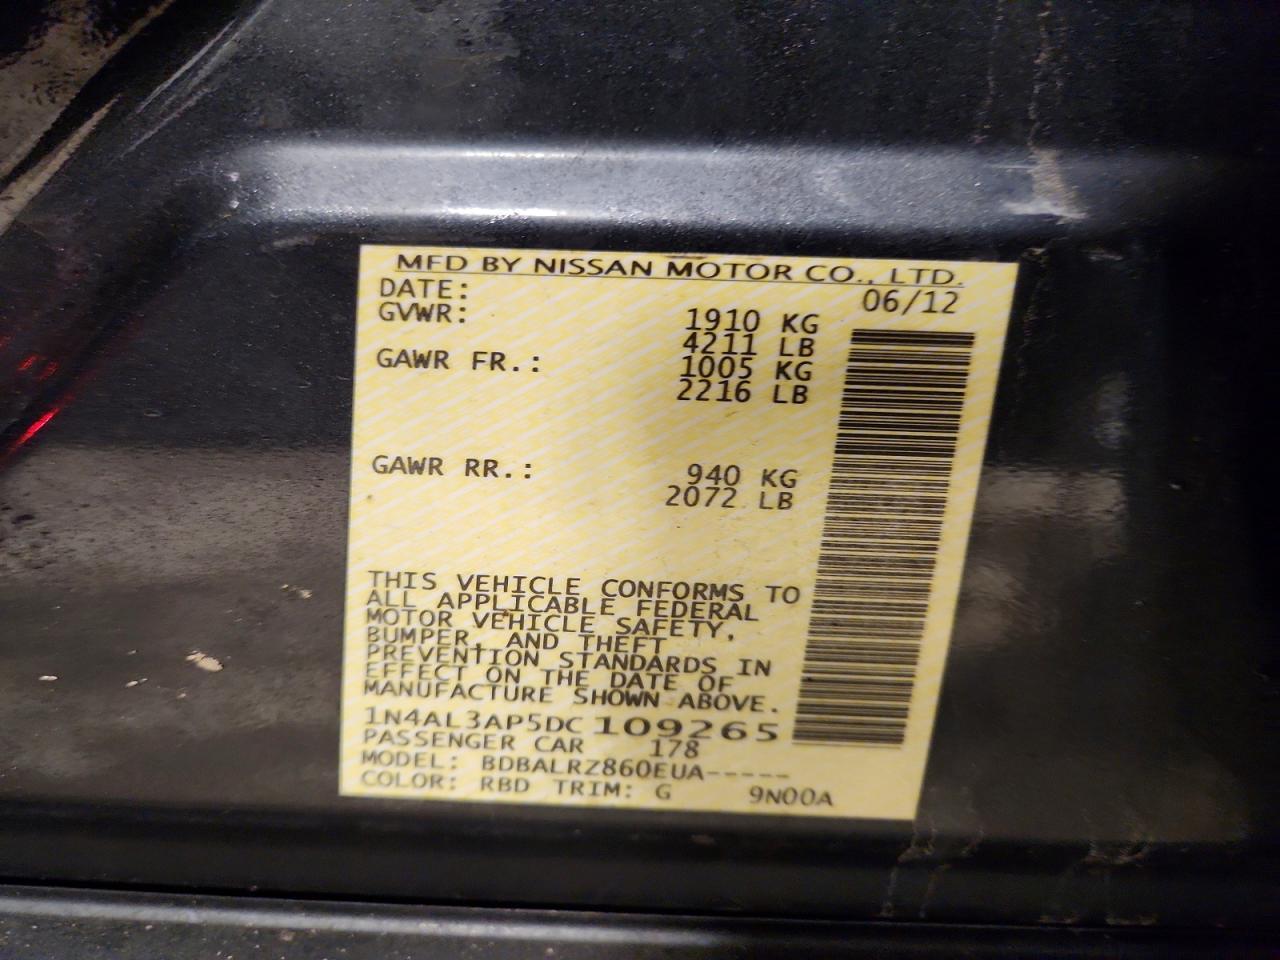 MFD BY NISSAN MOTOR CO., LTD.
DATE: 06/12
GVWR: 1910 KG
4211 LB
GAWR FR.: 1005 KG
2216 LB
GAWR RR.: 940 KG
2072 LB
THIS VEHICLE CONFORMS TO
ALL APPLICABLE FEDERAL
MOTOR VEHICLE SAFETY,
BUMPER, AND THEFT
PREVENTION STANDARDS IN
EFFECT ON THE DATE OF
MANUFACTURE SHOWN ABOVE.
1N4AL3AP5DC109265
PASSENGER CAR 178
MODEL: BDBALRZ860EUA-----
COLOR: RBD TRIM: G 9N00A